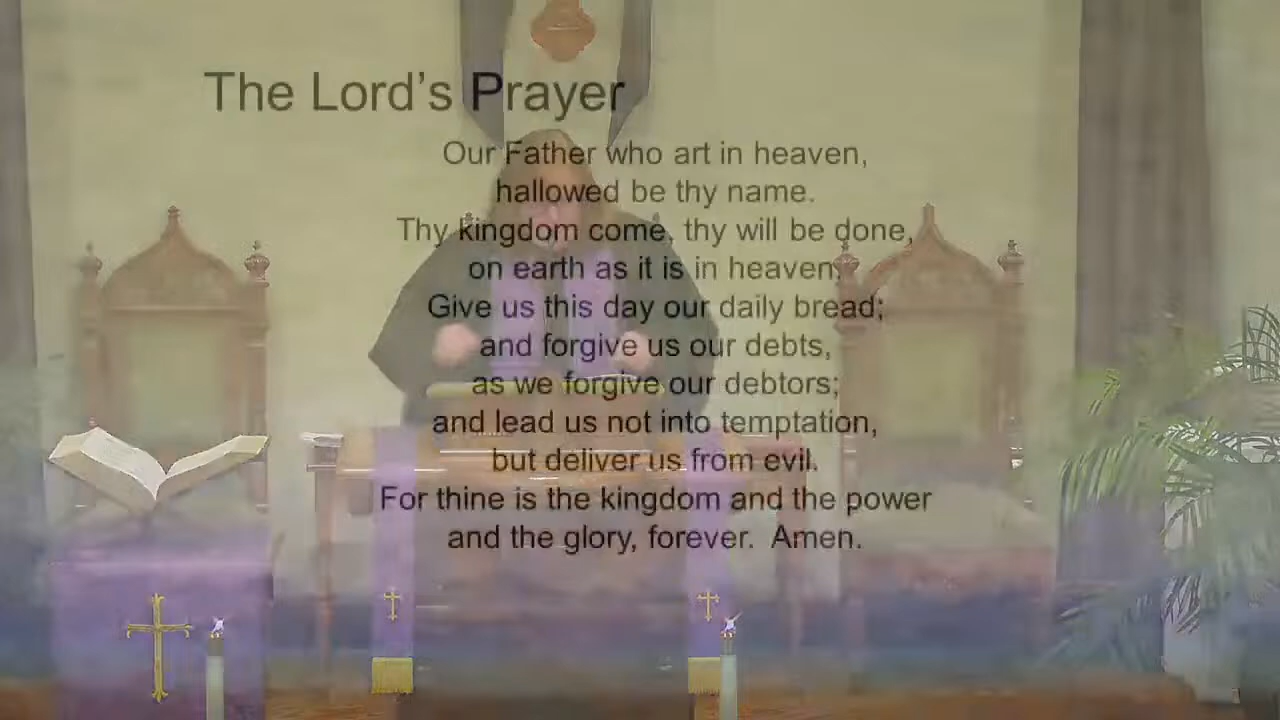 The Lord's Prayer
Our Father who art in heaven,
hallowed be thy name.
Thy kingdom come, thy will be done,
on earth as it is in heaven.
Give us this day our daily bread;
and forgive us our debts,
as we forgive our debtors;
and lead us not into temptation,
but deliver us from evil.
For thine is the kingdom and the power
and the glory, forever.  Amen.